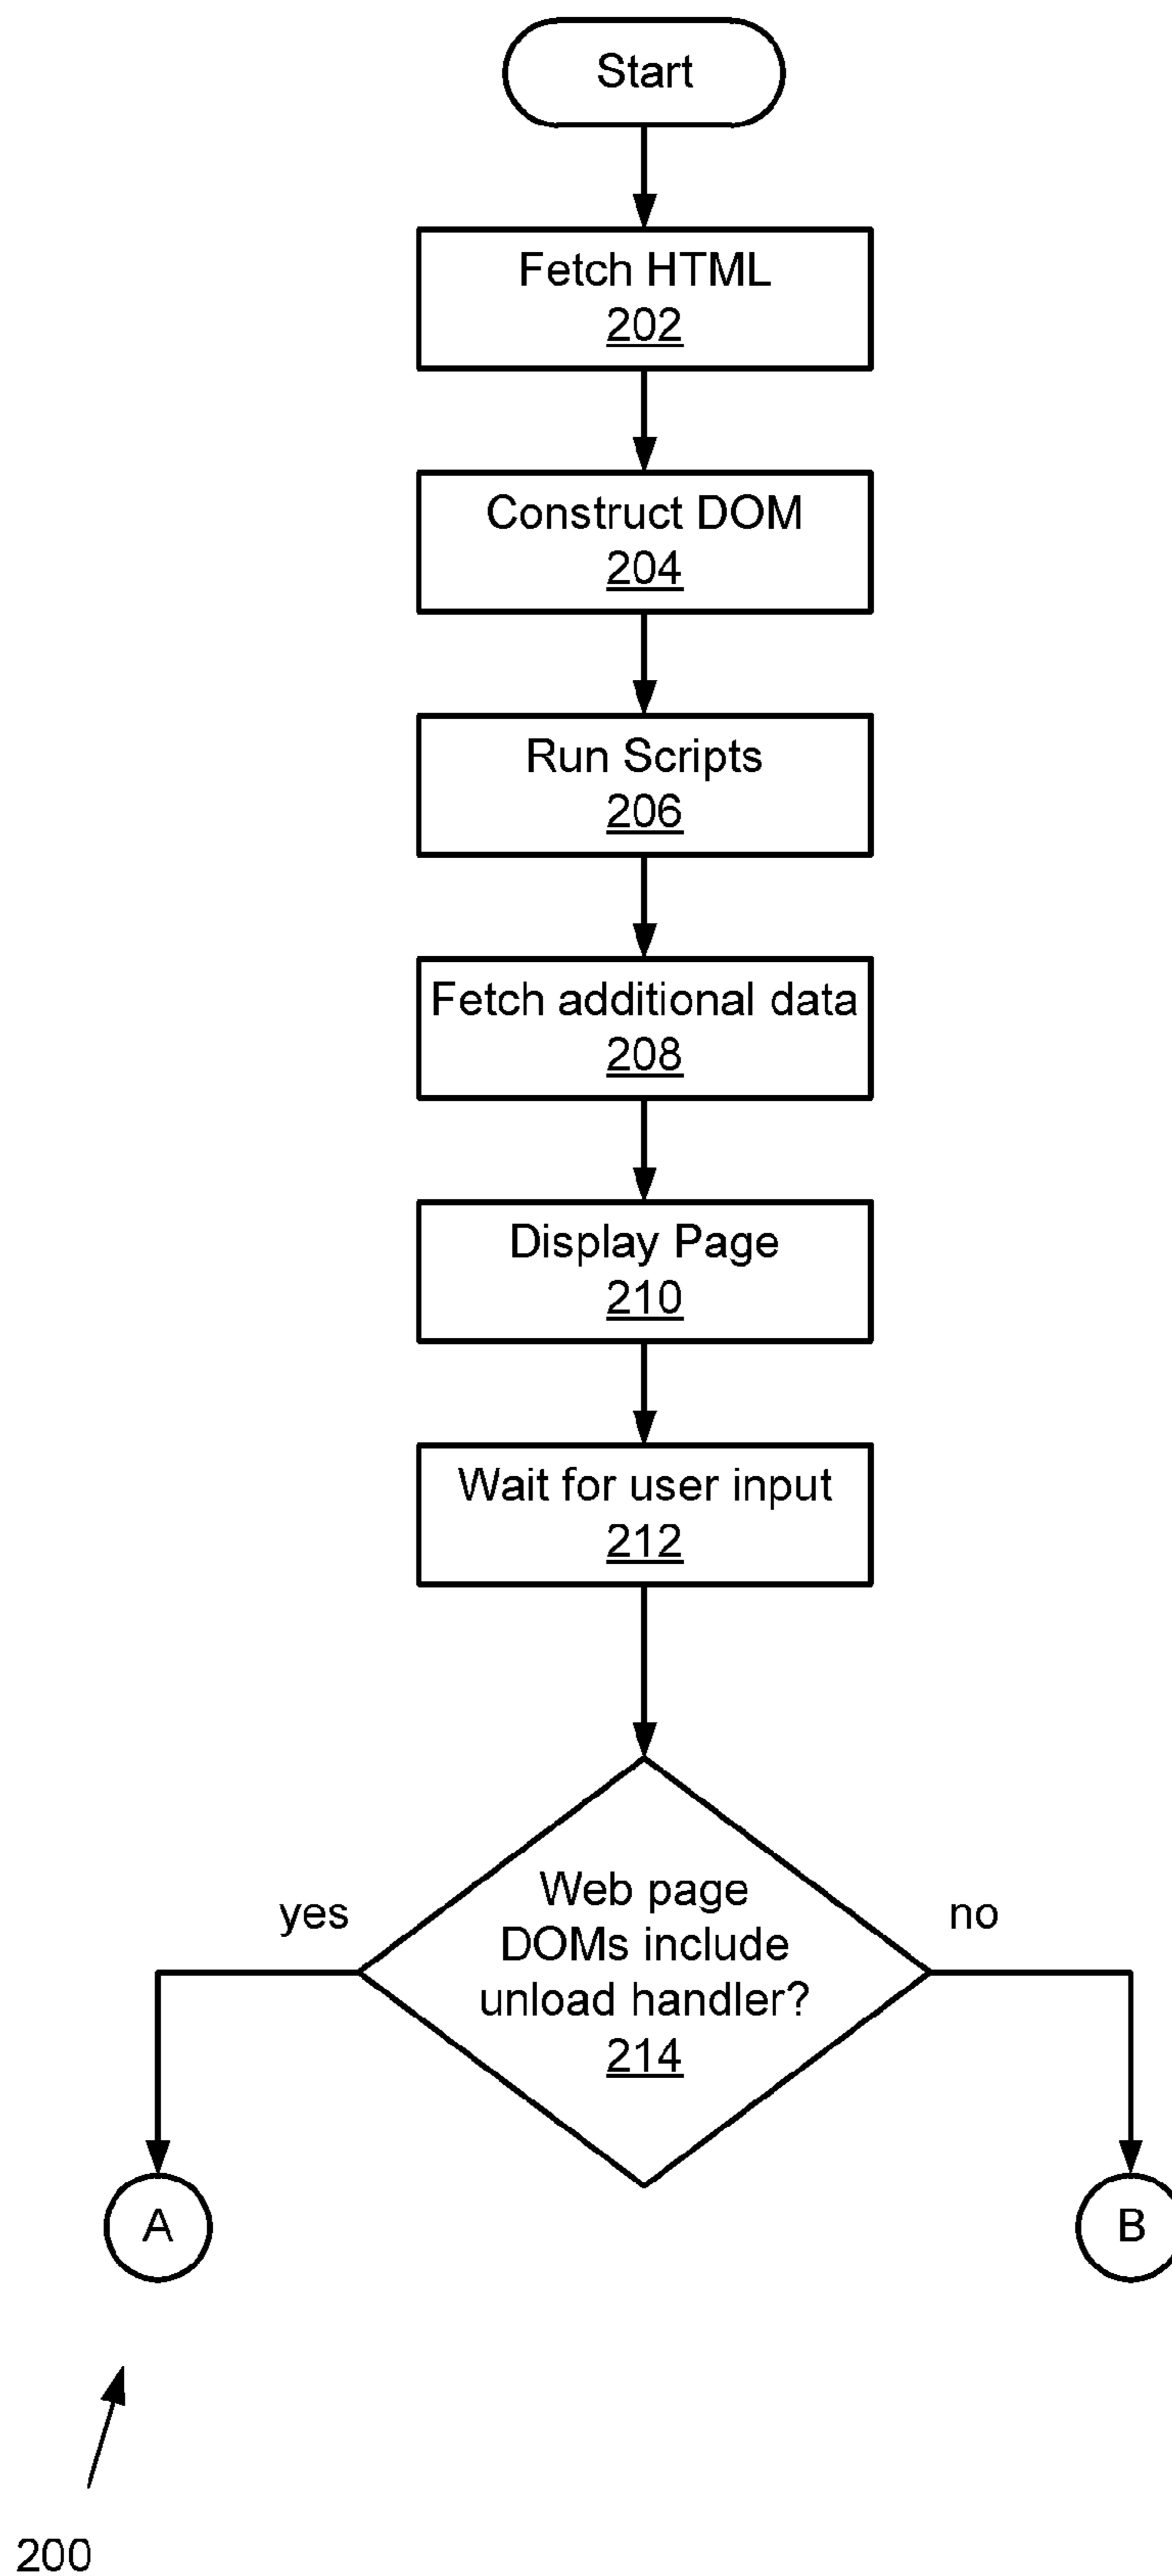 Start
Fetch HTML
202
Construct DOM
204
Run Scripts
206
Fetch additional data
208
Display Page
210
Wait for user input
212
yes
Web page
DOMs include
unload handler?
214
no
A
B
200